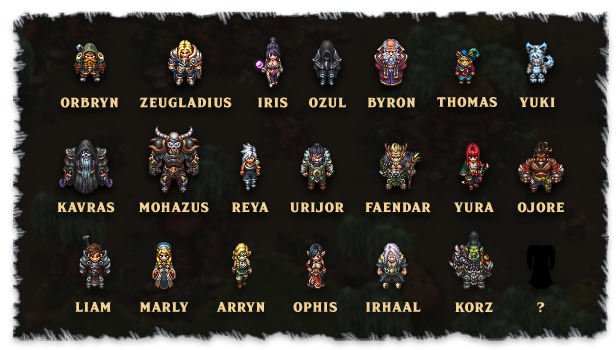 ORBRYN ZEUGLADIUS IRIS OZUL BYRON THOMAS YUKI
KAVRAS MOHAZUS REYA URIJOR FAENDAR YURA OJORE
LIAM MARLY ARRYN OPHIS IRHAAL KORZ ?